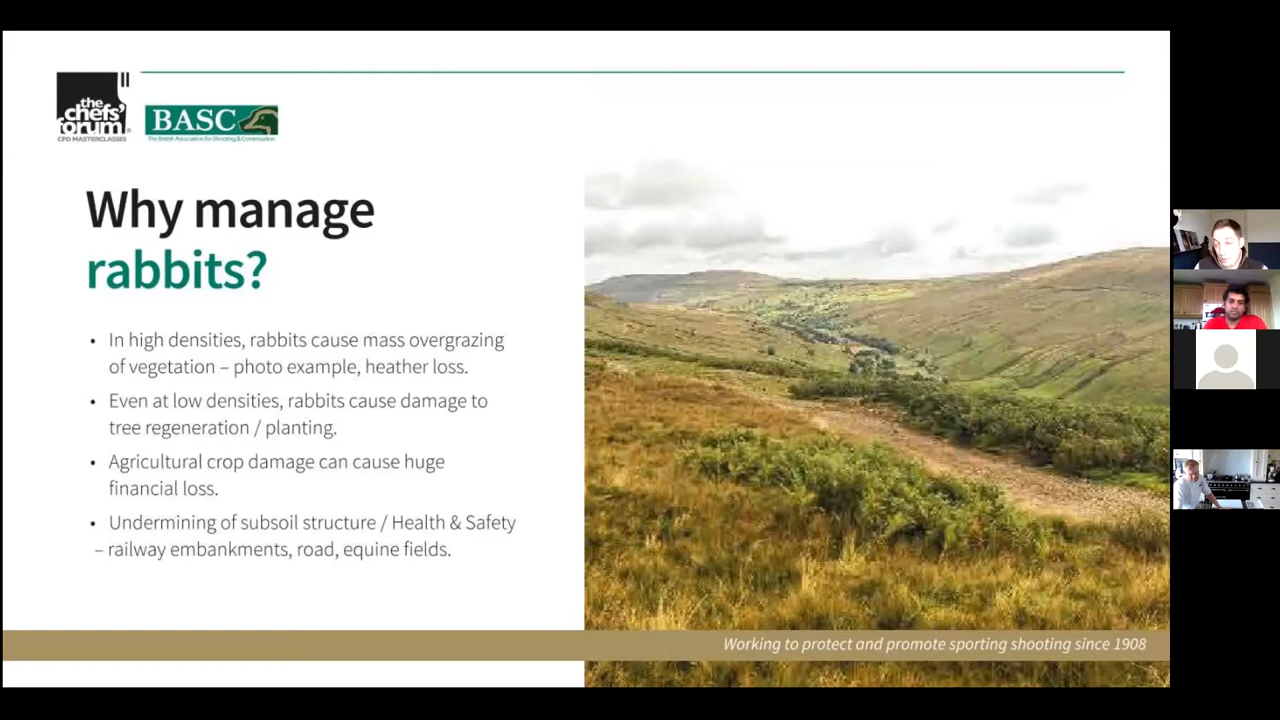 the
chefs'
forum®
CPD MASTERCLASSES
BASC
The British Association for Shooting & Conservation
Why manage
rabbits?
• In high densities, rabbits cause mass overgrazing
of vegetation – photo example, heather loss.
• Even at low densities, rabbits cause damage to
tree regeneration / planting.
• Agricultural crop damage can cause huge
financial loss.
• Undermining of subsoil structure / Health & Safety
– railway embankments, road, equine fields.
Working to protect and promote sporting shooting since 1908